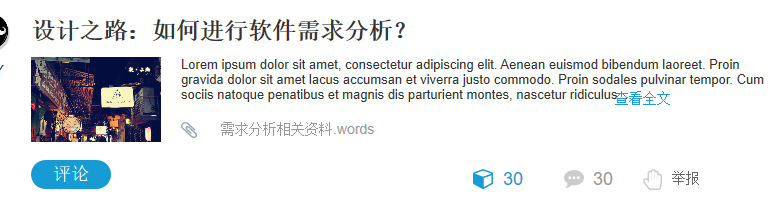 设计之路：如何进行软件需求分析？
Lorem ipsum dolor sit amet, consectetur adipiscing elit. Aenean euismod bibendum laoreet. Proin
gravida dolor sit amet lacus accumsan et viverra justo commodo. Proin sodales pulvinar tempor. Cum
sociis natoque penatibus et magnis dis parturient montes, nascetur ridiculus查看全文
需求分析相关资料.words
评论
30
30
举报